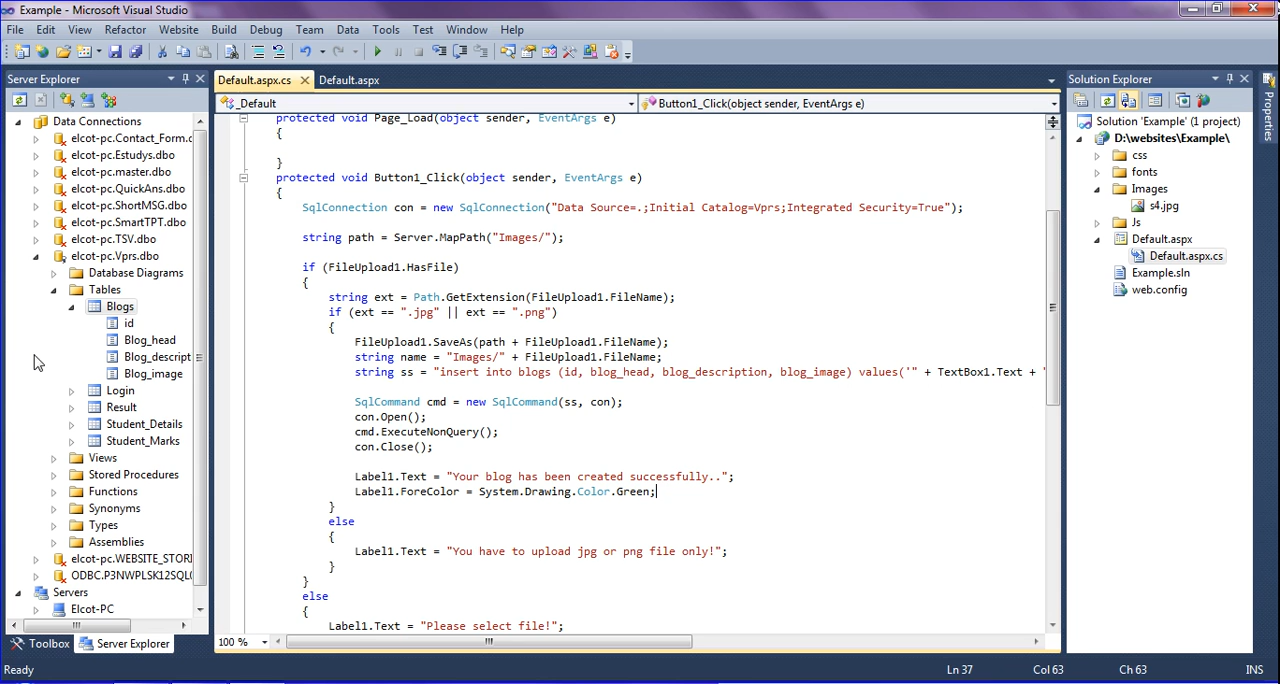 Example - Microsoft Visual Studio
File Edit View Refactor Website Build Debug Team Data Tools Test Window Help
Server Explorer
Data Connections
elcot-pc.Contact_Form.c
elcot-pc.Estudys.dbo
elcot-pc.master.dbo
elcot-pc.QuickAns.dbo
elcot-pc.ShortMSG.dbo
elcot-pc.SmartTPT.dbo
elcot-pc.TSV.dbo
elcot-pc.Vprs.dbo
Database Diagrams
Tables
Blogs
id
Blog_head
Blog_descript
Blog_image
Login
Result
Student_Details
Student_Marks
Views
Stored Procedures
Functions
Synonyms
Types
Assemblies
elcot-pc.WEBSITE_STORI
ODBC.P3NWPLSK12SQL
Servers
Elcot-PC
Toolbox Server Explorer
Default.aspx.cs Default.aspx
_Default Button1_Click(object sender, EventArgs e)
protected void Page_Load(object sender, EventArgs e)
{
}
protected void Button1_Click(object sender, EventArgs e)
{
SqlConnection con = new SqlConnection("Data Source=.;Initial Catalog=Vprs;Integrated Security=True");
string path = Server.MapPath("Images/");
if (FileUpload1.HasFile)
{
string ext = Path.GetExtension(FileUpload1.FileName);
if (ext == ".jpg" || ext == ".png")
{
FileUpload1.SaveAs(path + FileUpload1.FileName);
string name = "Images/" + FileUpload1.FileName;
string ss = "insert into blogs (id, blog_head, blog_description, blog_image) values('" + TextBox1.Text + "
SqlCommand cmd = new SqlCommand(ss, con);
con.Open();
cmd.ExecuteNonQuery();
con.Close();
Label1.Text = "Your blog has been created successfully..";
Label1.ForeColor = System.Drawing.Color.Green;
}
else
{
Label1.Text = "You have to upload jpg or png file only!";
}
}
else
{
Label1.Text = "Please select file!";
100 %
Solution Explorer
Solution 'Example' (1 project)
D:\websites\Example\
css
fonts
Images
s4.jpg
Js
Default.aspx
Default.aspx.cs
Example.sln
web.config
Properties
Ready Ln 37 Col 63 Ch 63 INS